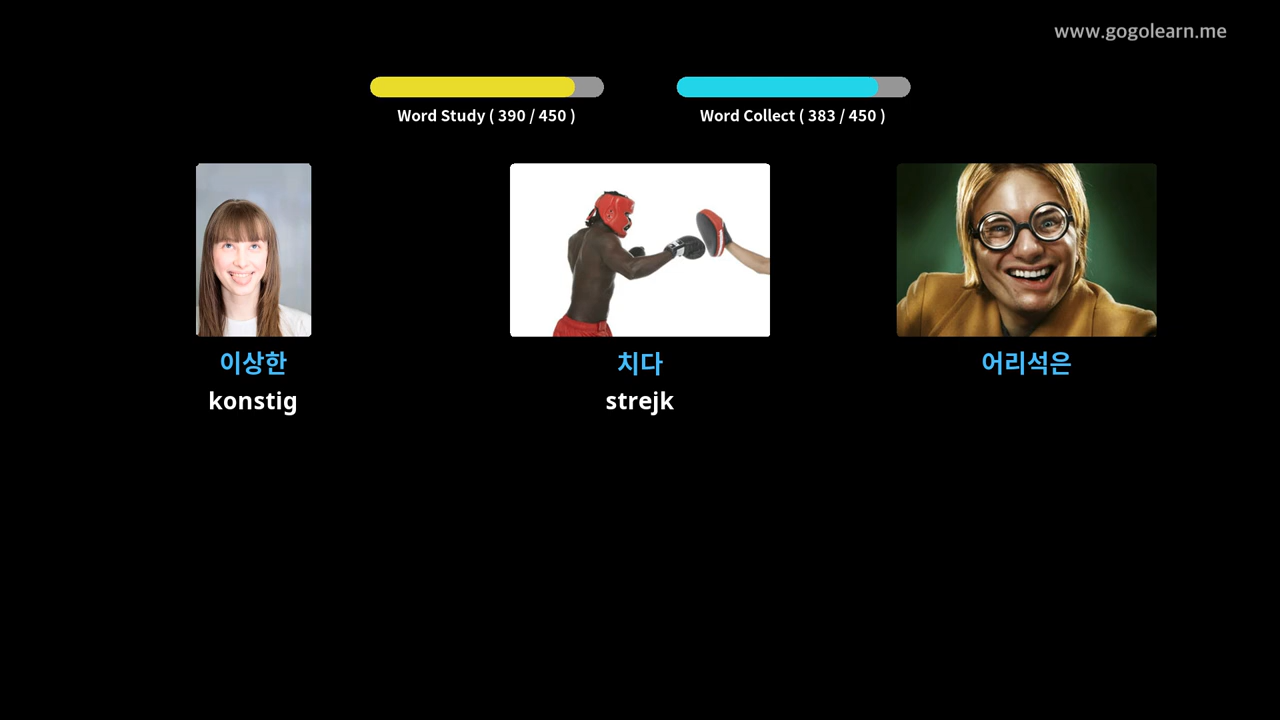 www.gogolearn.me
Word Study ( 390 / 450 )
Word Collect ( 383 / 450 )
이상한
치다
어리석은
konstig
strejk